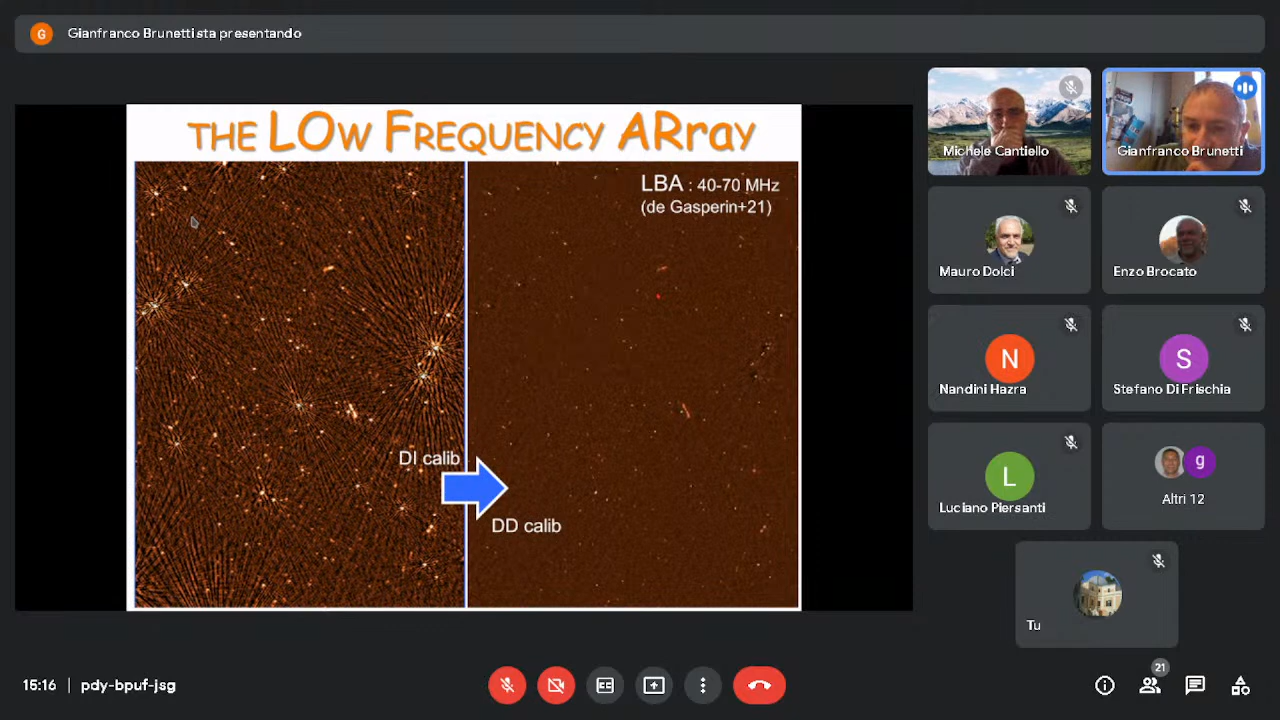 G
Gianfranco Brunetti sta presentando
THE LOW FREQUENCY ARraY
LBA : 40-70 MHz
(de Gasperin+21)
DI calib
DD calib
Michele Cantiello
Gianfranco Brunetti
Mauro Dolci
Enzo Brocato
N
Nandini Hazra
S
Stefano Di Frischia
L
Luciano Piersanti
g
Altri 12
Tu
15:16 | pdy-bpuf-jsg
21